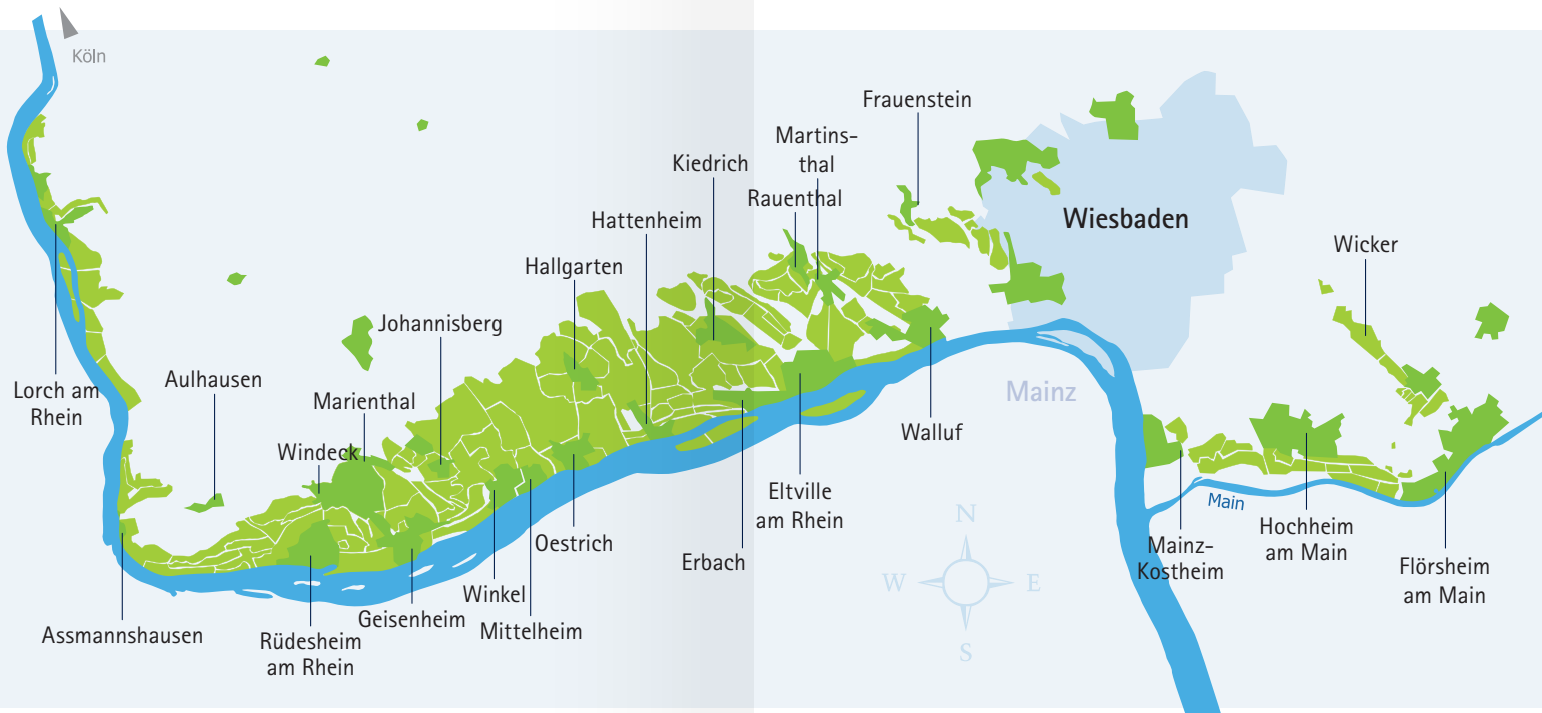 Köln
Frauenstein
Martins-
thal
Kiedrich
Rauenthal
Hattenheim
Wiesbaden
Wicker
Hallgarten
Johannisberg
Aulhausen
Lorch am
Rhein
Marienthal
Mainz
Walluf
Windeck
Eltville
am Rhein
Main
N
W
E
S
Oestrich
Erbach
Hochheim
am Main
Mainz-
Kostheim
Flörsheim
am Main
Winkel
Geisenheim
Mittelheim
Assmannshausen
Rüdesheim
am Rhein